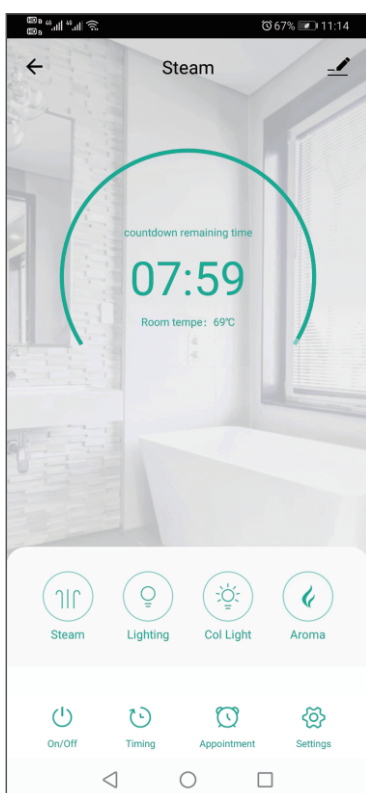 67% 11:14
Steam
countdown remaining time
07:59
Room tempe: 69℃
Steam Lighting Col Light Aroma
On/Off Timing Appointment Settings